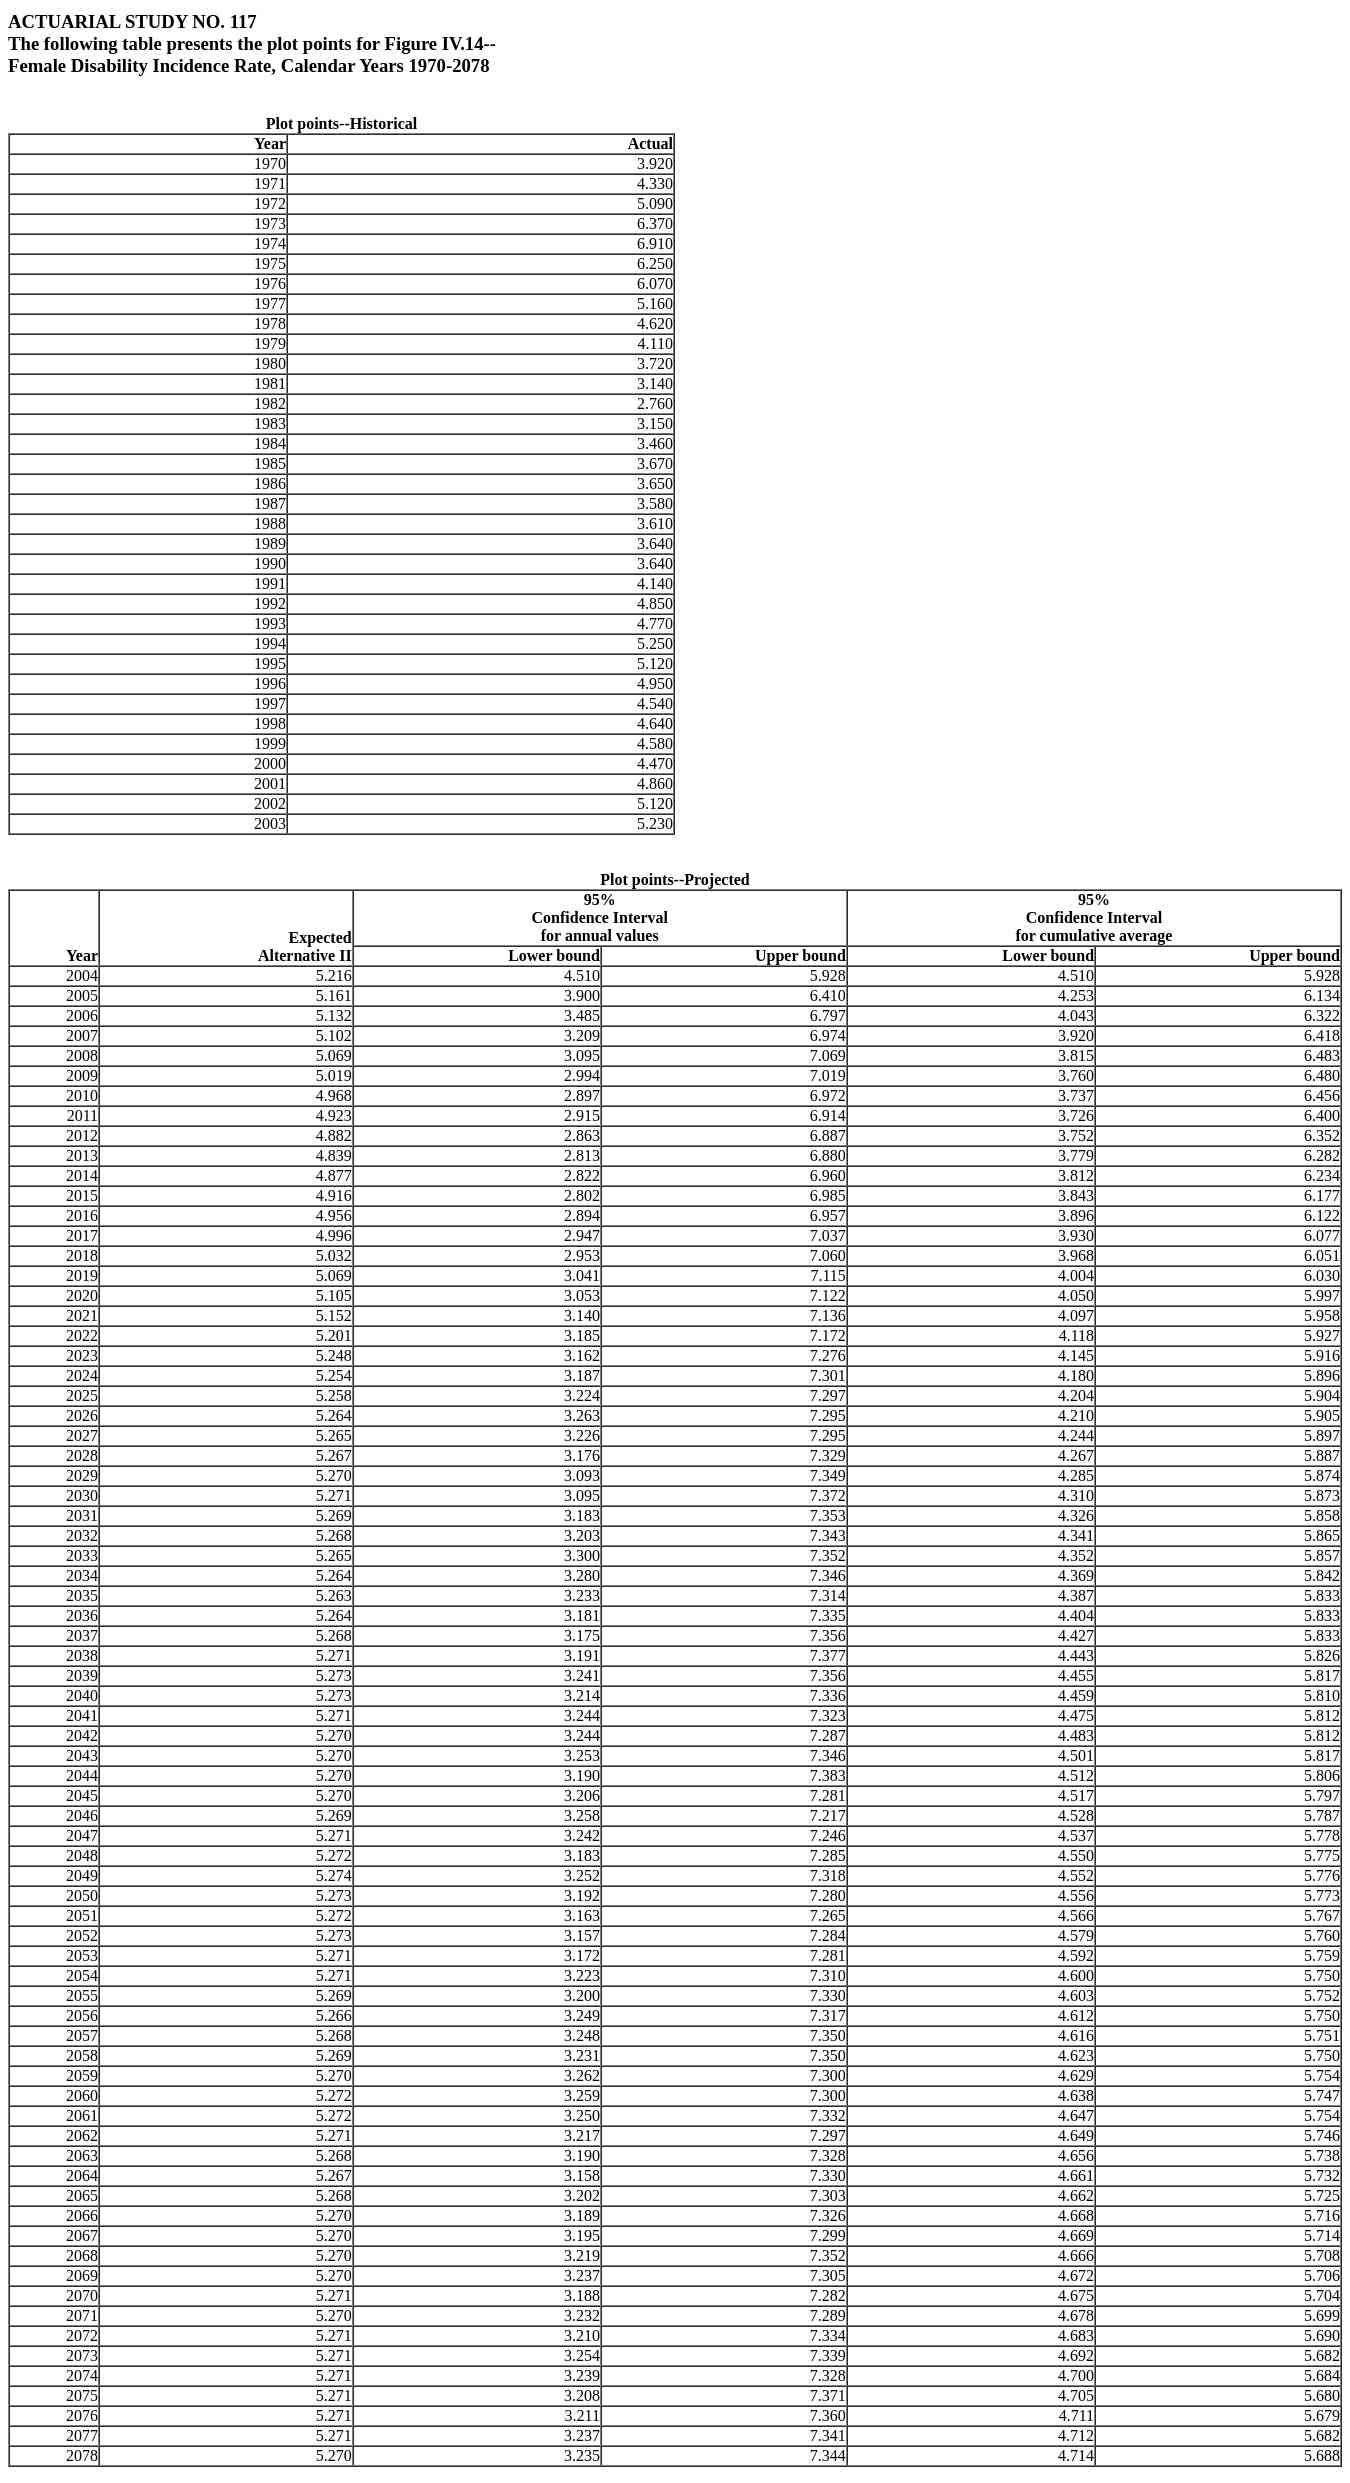 ACTUARIAL STUDY NO. 117
The following table presents the plot points for Figure IV.14--
Female Disability Incidence Rate, Calendar Years 1970-2078
Plot points--Historical
Year Actual
1970 3.920
1971 4.330
1972 5.090
1973 6.370
1974 6.910
1975 6.250
1976 6.070
1977 5.160
1978 4.620
1979 4.110
1980 3.720
1981 3.140
1982 2.760
1983 3.150
1984 3.460
1985 3.670
1986 3.650
1987 3.580
1988 3.610
1989 3.640
1990 3.640
1991 4.140
1992 4.850
1993 4.770
1994 5.250
1995 5.120
1996 4.950
1997 4.540
1998 4.640
1999 4.580
2000 4.470
2001 4.860
2002 5.120
2003 5.230
Plot points--Projected
95% 95%
Confidence Interval Confidence Interval
Expected for annual values for cumulative average
Year Alternative II Lower bound Upper bound Lower bound Upper bound
2004 5.216 4.510 5.928 4.510 5.928
2005 5.161 3.900 6.410 4.253 6.134
2006 5.132 3.485 6.797 4.043 6.322
2007 5.102 3.209 6.974 3.920 6.418
2008 5.069 3.095 7.069 3.815 6.483
2009 5.019 2.994 7.019 3.760 6.480
2010 4.968 2.897 6.972 3.737 6.456
2011 4.923 2.915 6.914 3.726 6.400
2012 4.882 2.863 6.887 3.752 6.352
2013 4.839 2.813 6.880 3.779 6.282
2014 4.877 2.822 6.960 3.812 6.234
2015 4.916 2.802 6.985 3.843 6.177
2016 4.956 2.894 6.957 3.896 6.122
2017 4.996 2.947 7.037 3.930 6.077
2018 5.032 2.953 7.060 3.968 6.051
2019 5.069 3.041 7.115 4.004 6.030
2020 5.105 3.053 7.122 4.050 5.997
2021 5.152 3.140 7.136 4.097 5.958
2022 5.201 3.185 7.172 4.118 5.927
2023 5.248 3.162 7.276 4.145 5.916
2024 5.254 3.187 7.301 4.180 5.896
2025 5.258 3.224 7.297 4.204 5.904
2026 5.264 3.263 7.295 4.210 5.905
2027 5.265 3.226 7.295 4.244 5.897
2028 5.267 3.176 7.329 4.267 5.887
2029 5.270 3.093 7.349 4.285 5.874
2030 5.271 3.095 7.372 4.310 5.873
2031 5.269 3.183 7.353 4.326 5.858
2032 5.268 3.203 7.343 4.341 5.865
2033 5.265 3.300 7.352 4.352 5.857
2034 5.264 3.280 7.346 4.369 5.842
2035 5.263 3.233 7.314 4.387 5.833
2036 5.264 3.181 7.335 4.404 5.833
2037 5.268 3.175 7.356 4.427 5.833
2038 5.271 3.191 7.377 4.443 5.826
2039 5.273 3.241 7.356 4.455 5.817
2040 5.273 3.214 7.336 4.459 5.810
2041 5.271 3.244 7.323 4.475 5.812
2042 5.270 3.244 7.287 4.483 5.812
2043 5.270 3.253 7.346 4.501 5.817
2044 5.270 3.190 7.383 4.512 5.806
2045 5.270 3.206 7.281 4.517 5.797
2046 5.269 3.258 7.217 4.528 5.787
2047 5.271 3.242 7.246 4.537 5.778
2048 5.272 3.183 7.285 4.550 5.775
2049 5.274 3.252 7.318 4.552 5.776
2050 5.273 3.192 7.280 4.556 5.773
2051 5.272 3.163 7.265 4.566 5.767
2052 5.273 3.157 7.284 4.579 5.760
2053 5.271 3.172 7.281 4.592 5.759
2054 5.271 3.223 7.310 4.600 5.750
2055 5.269 3.200 7.330 4.603 5.752
2056 5.266 3.249 7.317 4.612 5.750
2057 5.268 3.248 7.350 4.616 5.751
2058 5.269 3.231 7.350 4.623 5.750
2059 5.270 3.262 7.300 4.629 5.754
2060 5.272 3.259 7.300 4.638 5.747
2061 5.272 3.250 7.332 4.647 5.754
2062 5.271 3.217 7.297 4.649 5.746
2063 5.268 3.190 7.328 4.656 5.738
2064 5.267 3.158 7.330 4.661 5.732
2065 5.268 3.202 7.303 4.662 5.725
2066 5.270 3.189 7.326 4.668 5.716
2067 5.270 3.195 7.299 4.669 5.714
2068 5.270 3.219 7.352 4.666 5.708
2069 5.270 3.237 7.305 4.672 5.706
2070 5.271 3.188 7.282 4.675 5.704
2071 5.270 3.232 7.289 4.678 5.699
2072 5.271 3.210 7.334 4.683 5.690
2073 5.271 3.254 7.339 4.692 5.682
2074 5.271 3.239 7.328 4.700 5.684
2075 5.271 3.208 7.371 4.705 5.680
2076 5.271 3.211 7.360 4.711 5.679
2077 5.271 3.237 7.341 4.712 5.682
2078 5.270 3.235 7.344 4.714 5.688